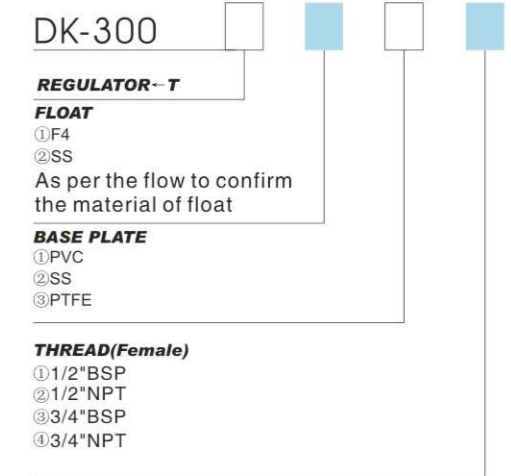 DK-300
REGULATOR←T
FLOAT
①F4
②SS
As per the flow to confirm
the material of float
BASE PLATE
①PVC
②SS
③PTFE
THREAD(Female)
①1/2"BSP
②1/2"NPT
③3/4"BSP
④3/4"NPT